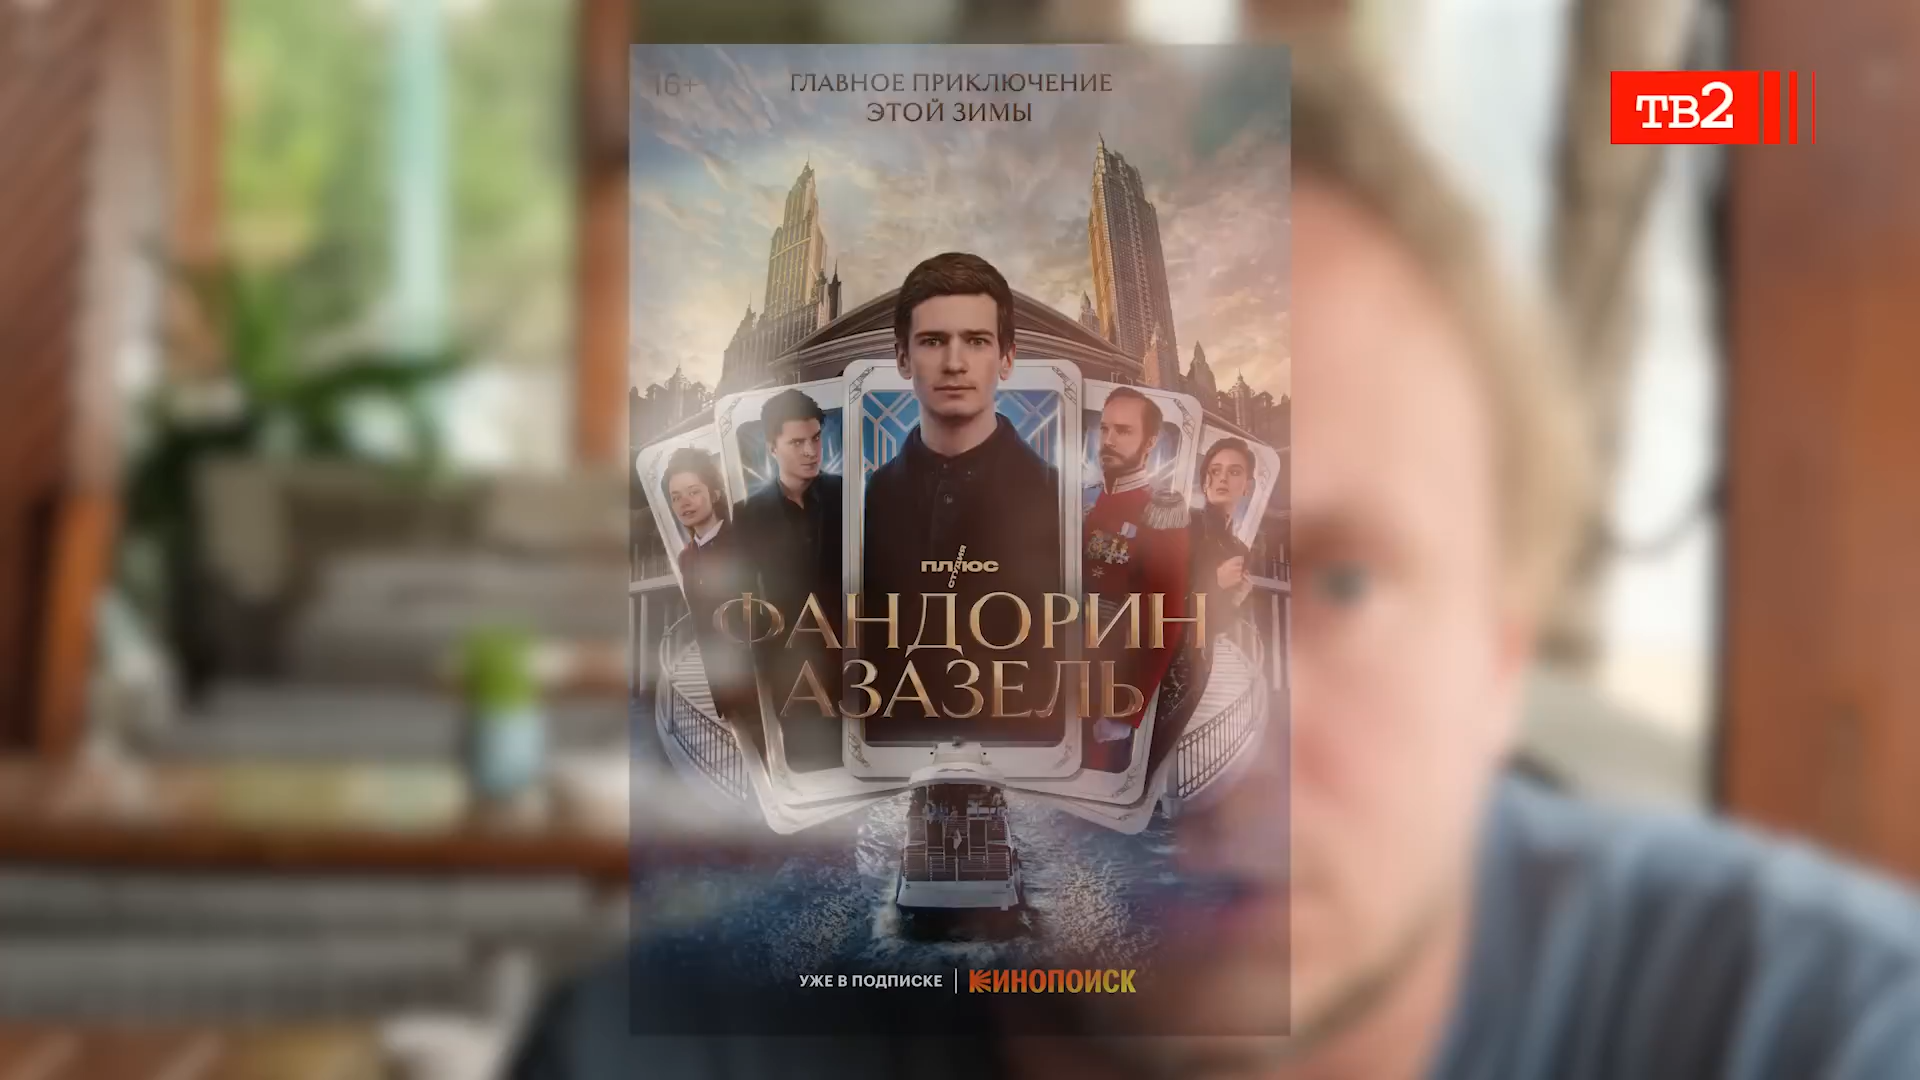 16+
ГЛАВНОЕ ПРИКЛЮЧЕНИЕ
ЭТОЙ ЗИМЫ
ТВ2
ПЛЮС
СТУДИЯ
ФАНДОРИН
АЗАЗЕЛЬ
УЖЕ В ПОДПИСКЕ | КИНОПОИСК